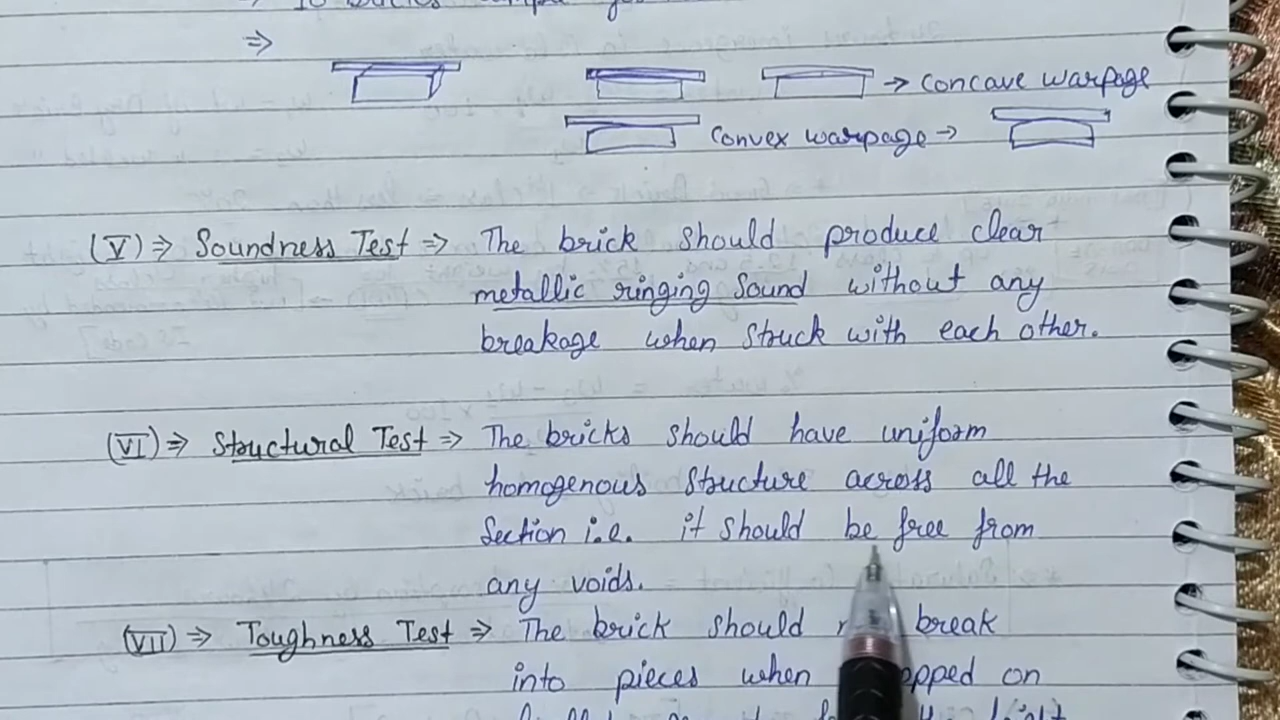 ⇒
→ Concave warpage
Convex warpage →
(V) ⇒ Soundness Test ⇒ The brick should produce clear
metallic ringing Sound without any
breakage when Struck with each other.
(VI) ⇒ Structural Test ⇒ The bricks should have uniform
homogenous Structure across all the
Section i.e. it should be free from
any voids.
(VII) ⇒ Toughness Test ⇒ The brick should break
into pieces when on